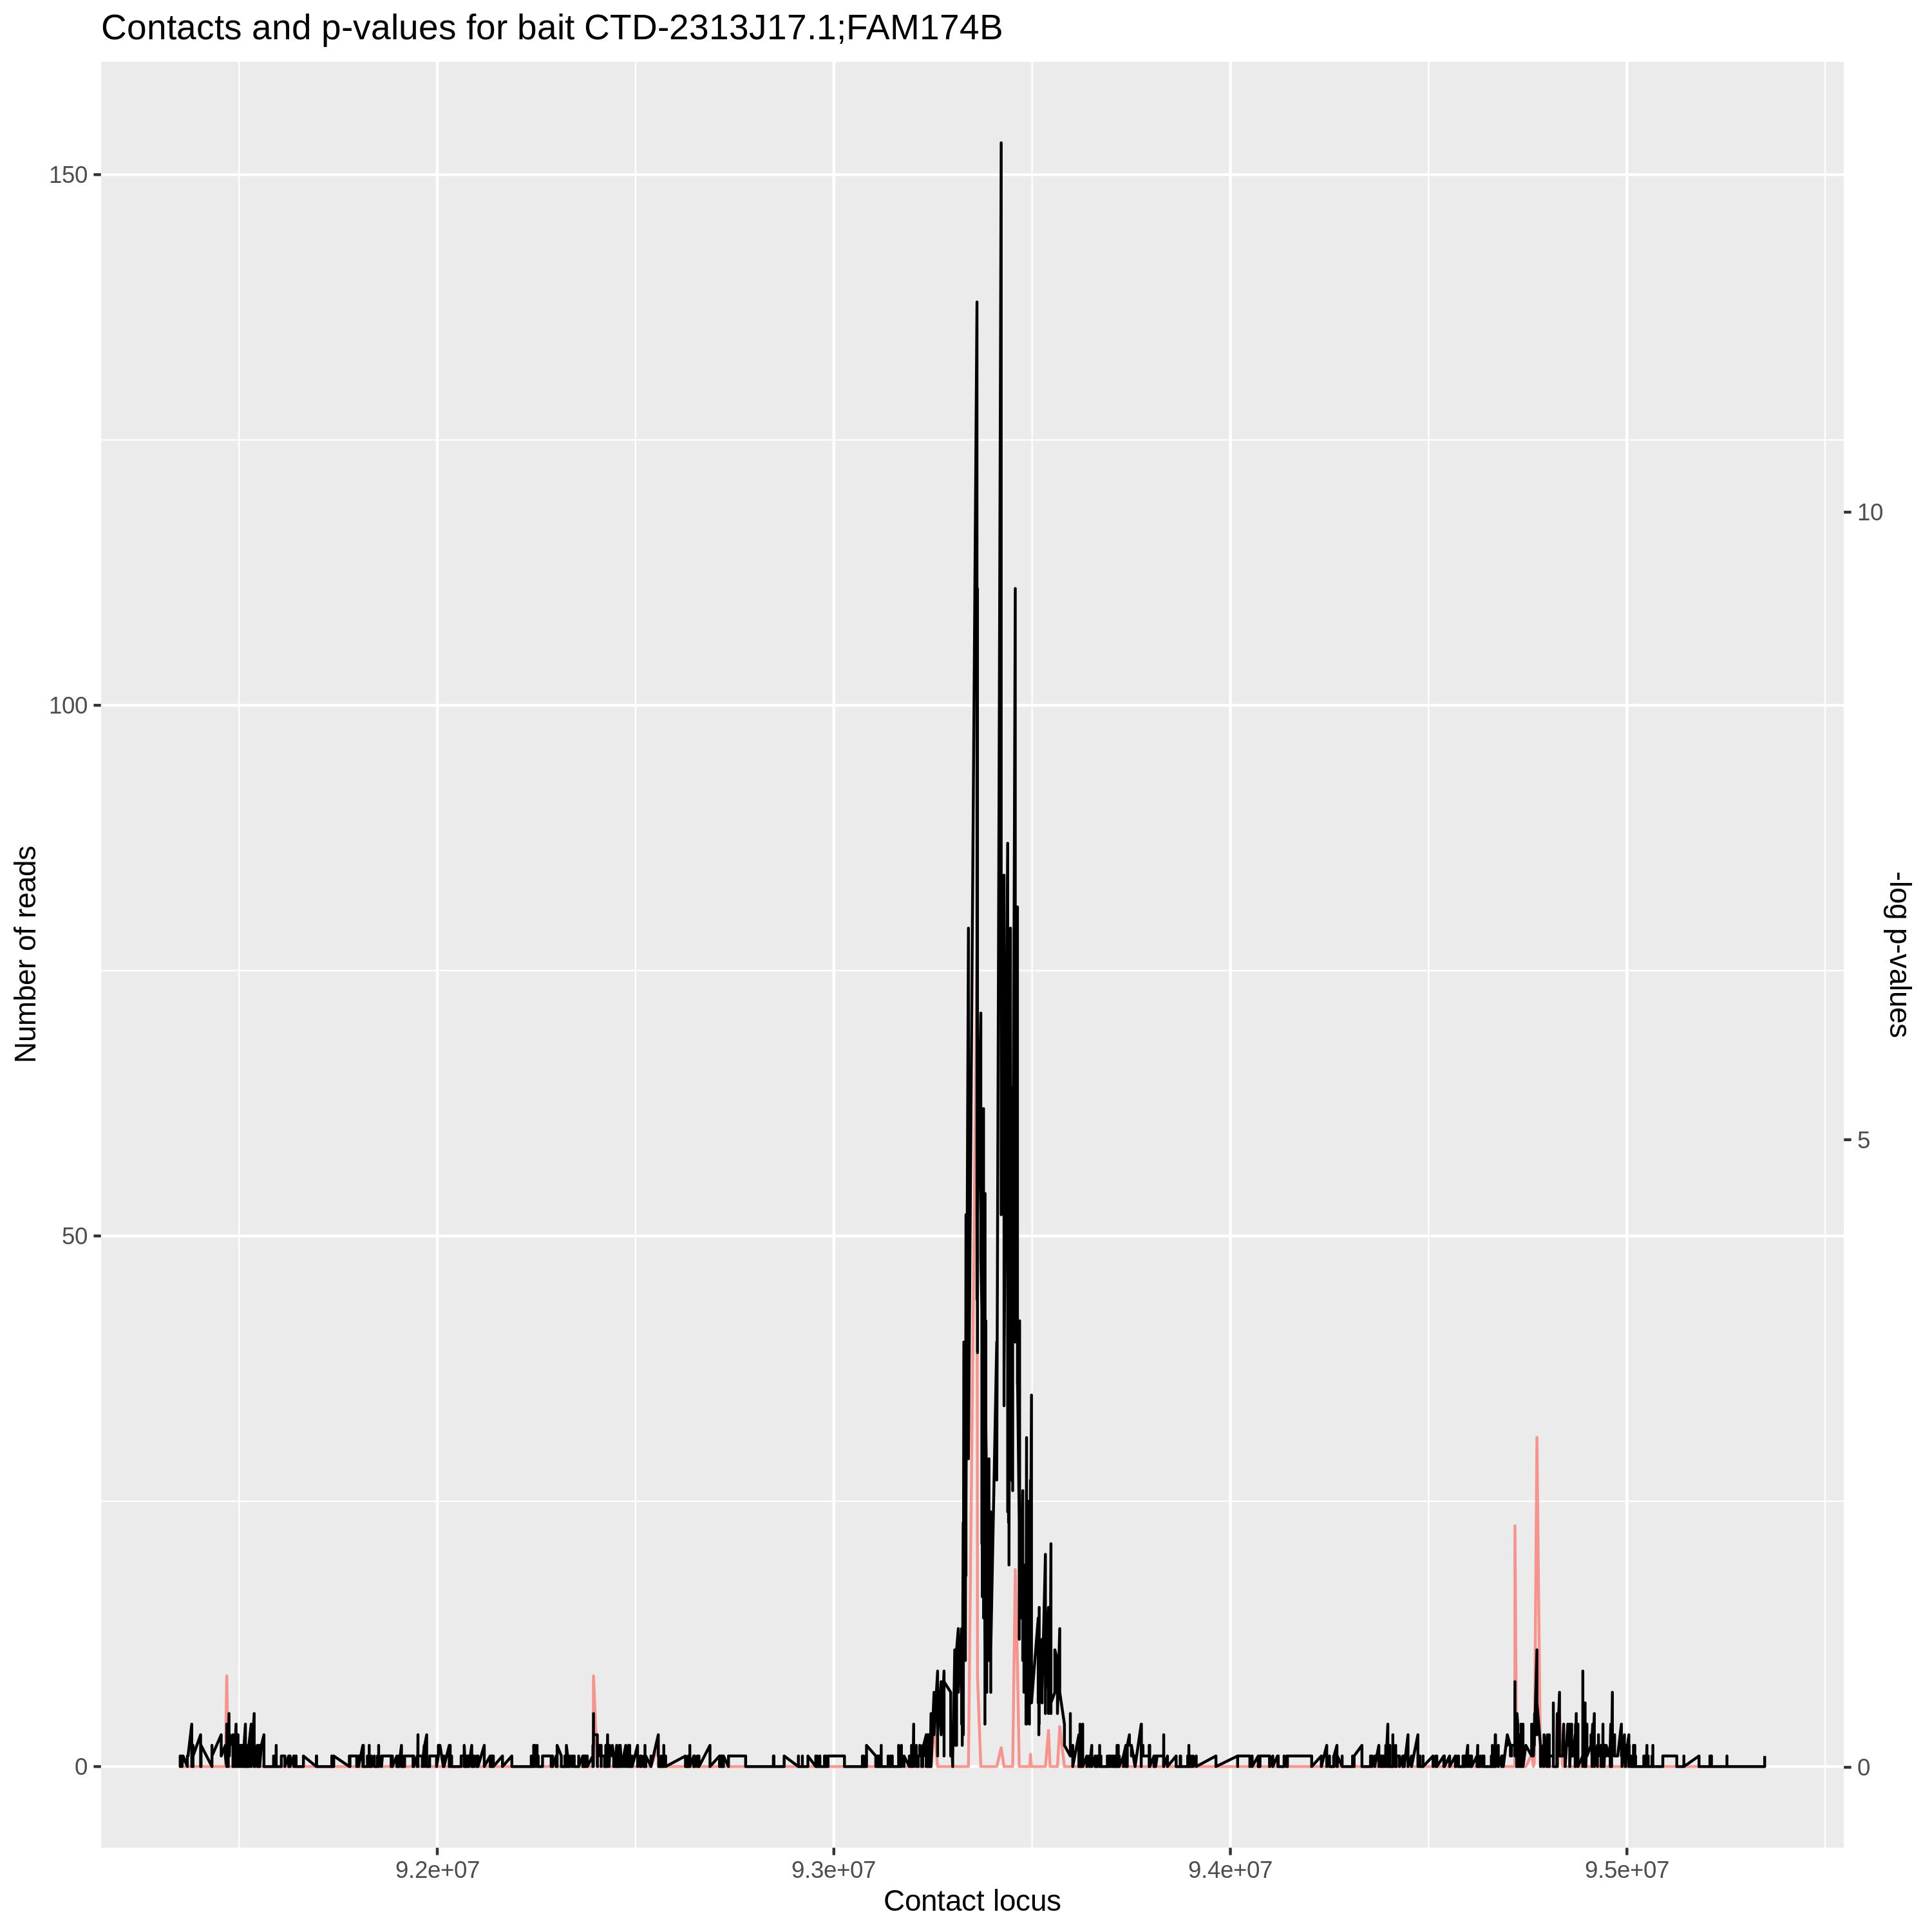 Contacts and p-values for bait CTD-2313J17.1;FAM174B
150
100
50
0
Number of reads
10
5
0
-log p-values
9.2e+07
9.3e+07
9.4e+07
9.5e+07
Contact locus